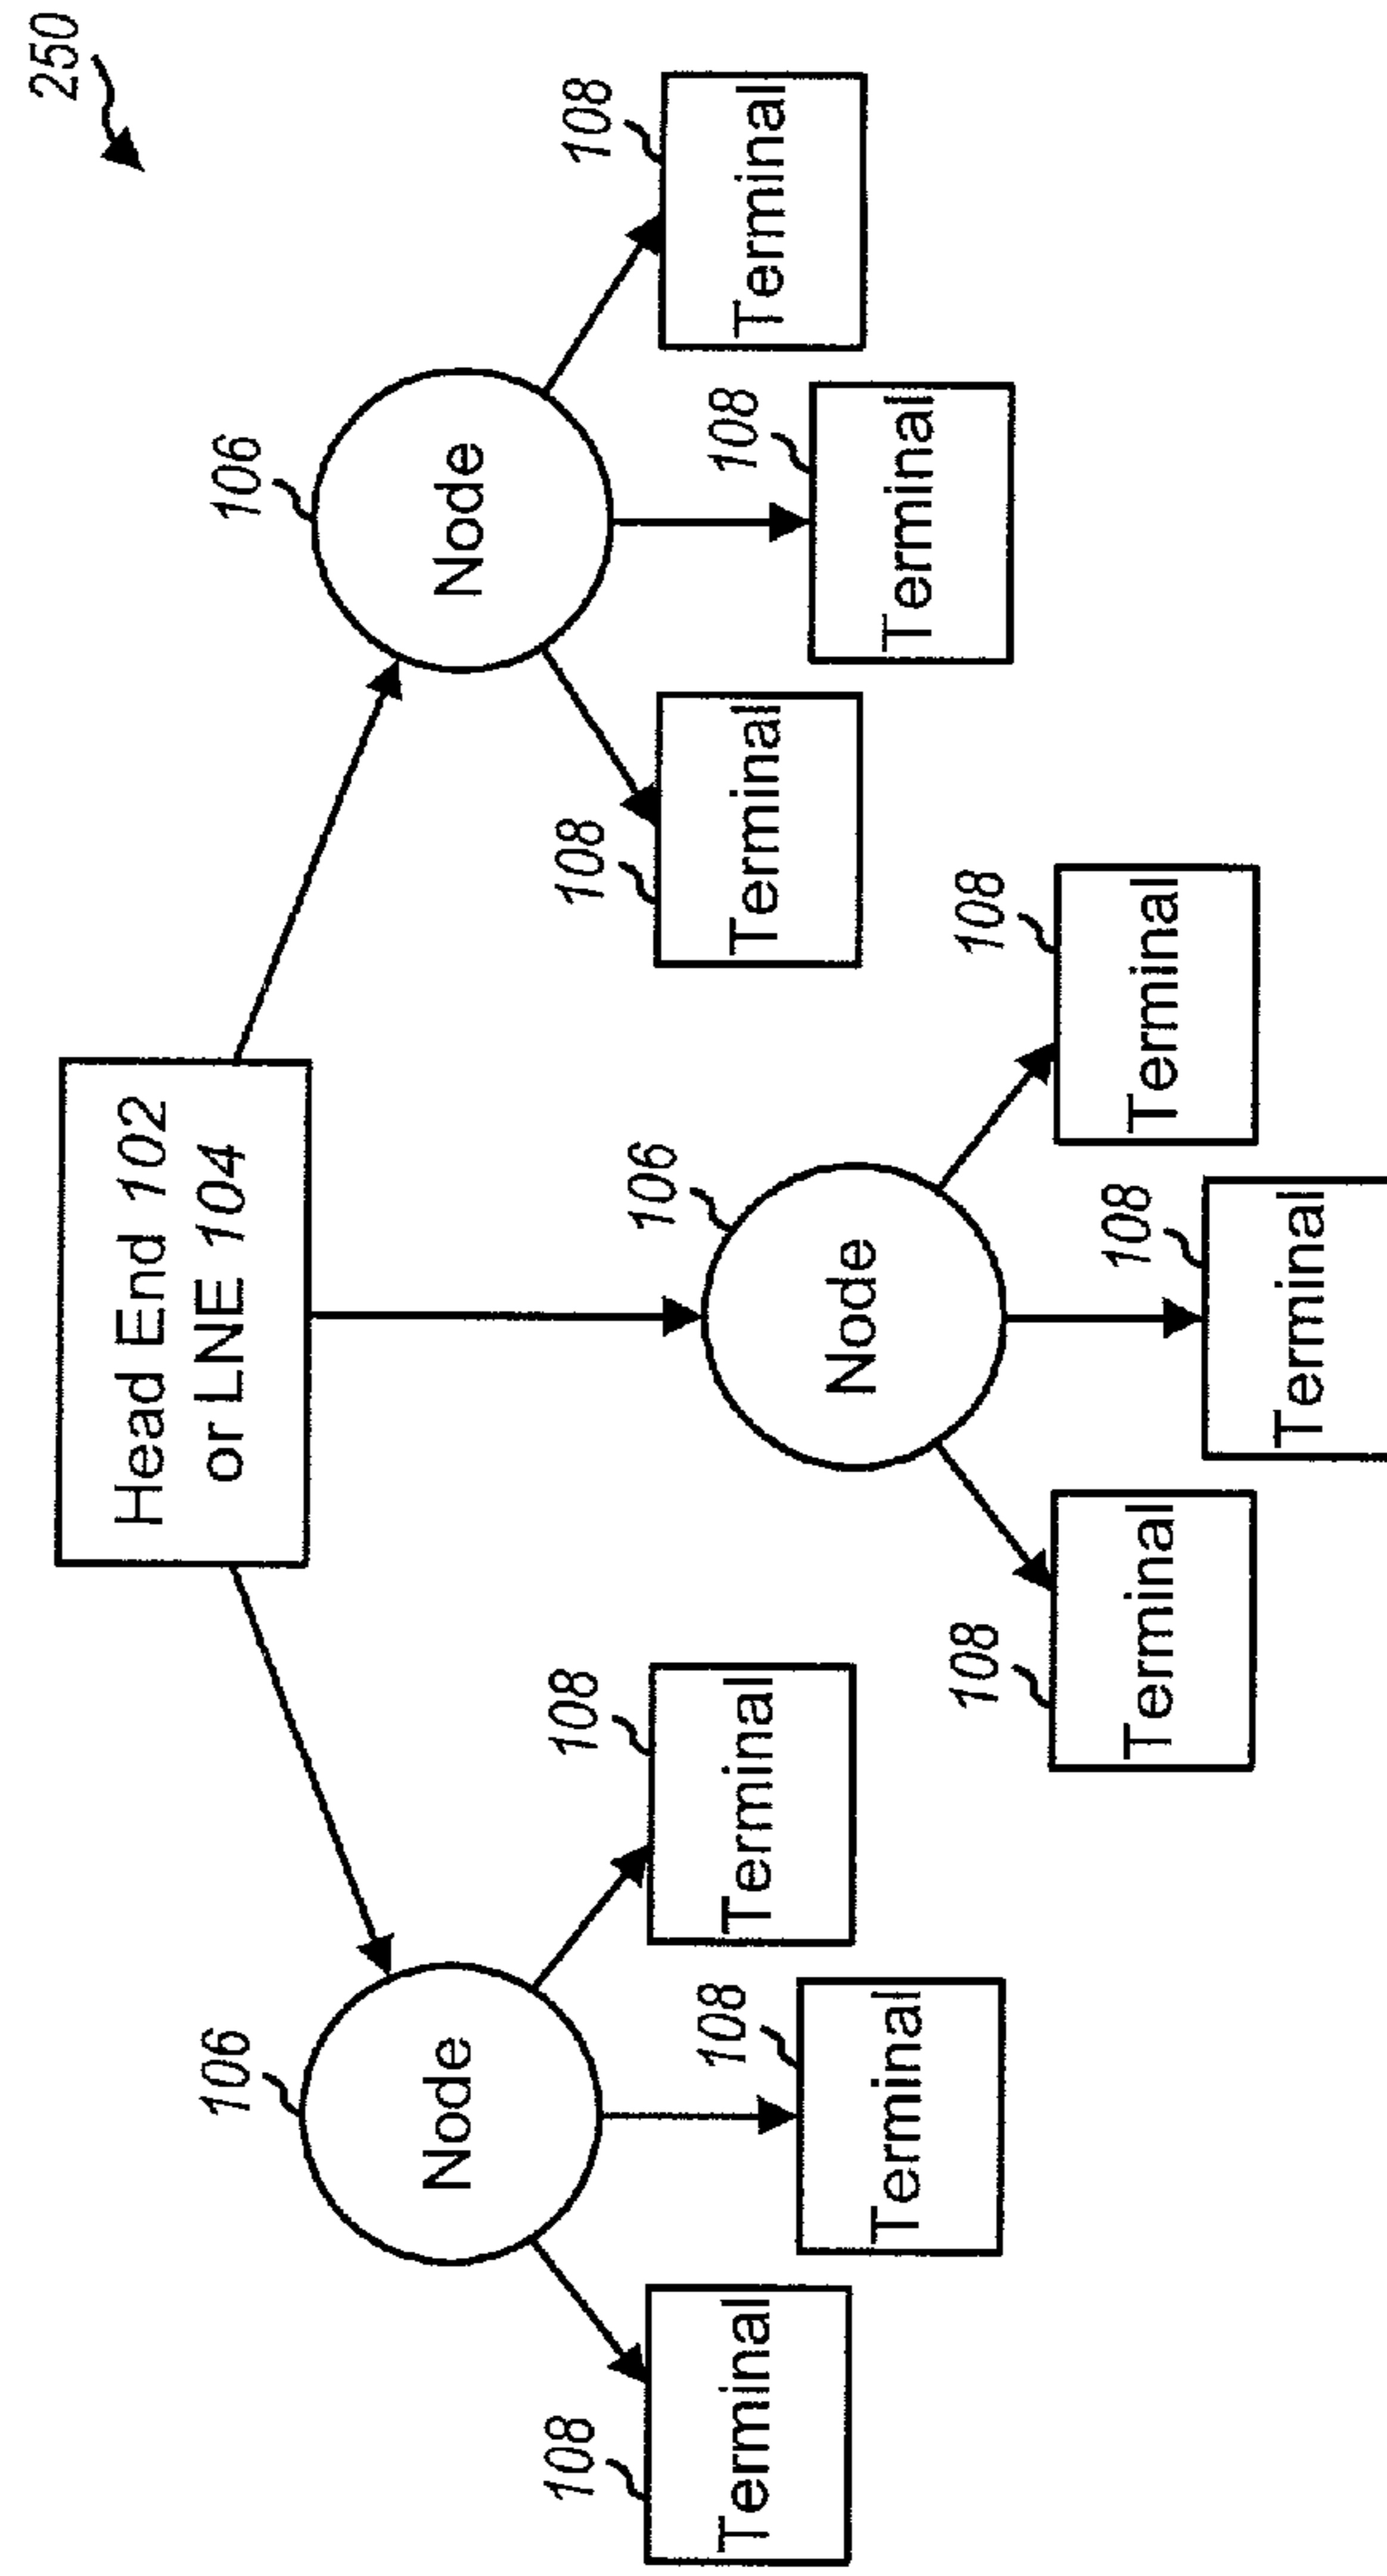 250
Head End 102
or LNE 104
106
106
Node
Node
108
108
108
108
106
108
108
Terminal
Terminal
Terminal
Terminal
Node
Terminal
Terminal
108
108
108
Terminal
Terminal
Terminal